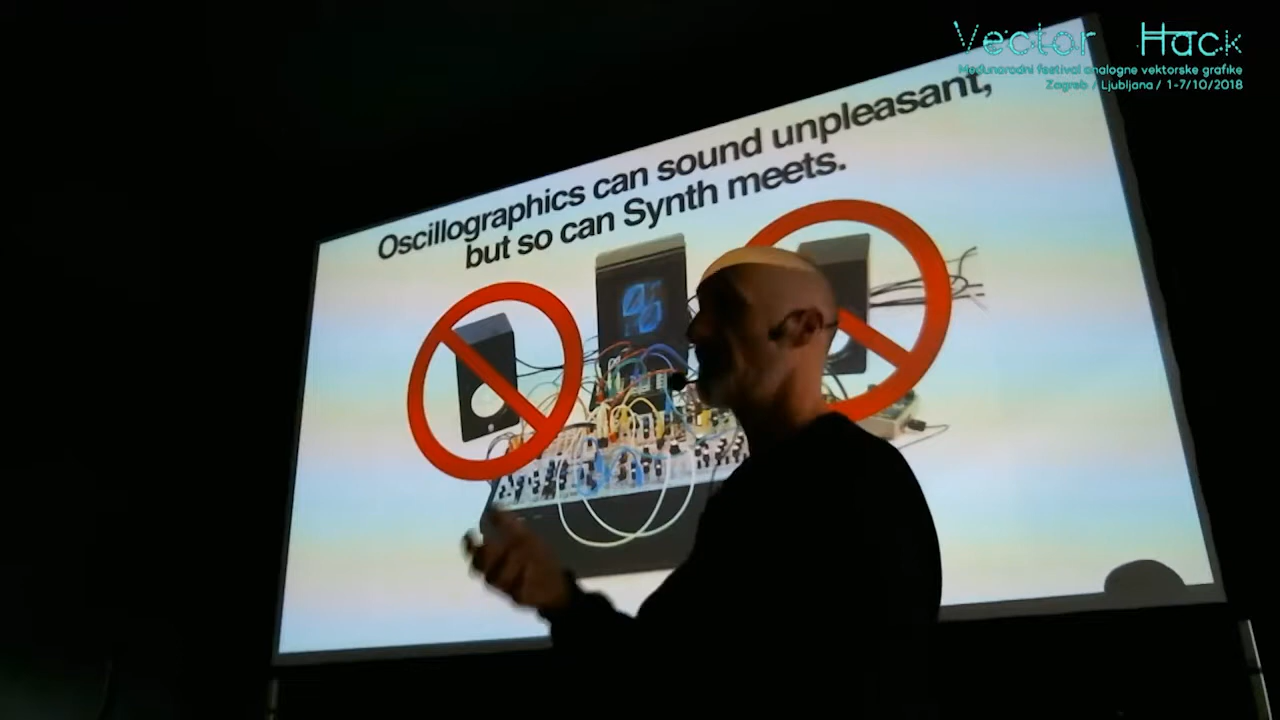 Vector Hack
Međunarodni festival analogne vektorske grafike
Zagreb / Ljubljana / 1-7/10/2018
Oscillographics can sound unpleasant,
but so can Synth meets.